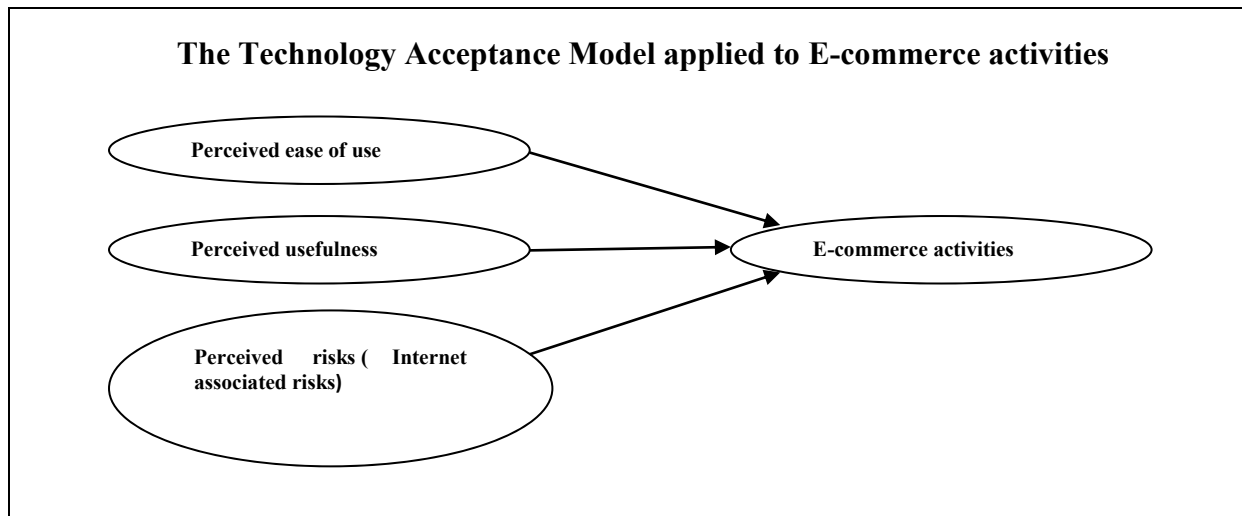 The Technology Acceptance Model applied to E-commerce activities
Perceived ease of use
Perceived usefulness
E-commerce activities
Perceived risks ( Internet
associated risks)